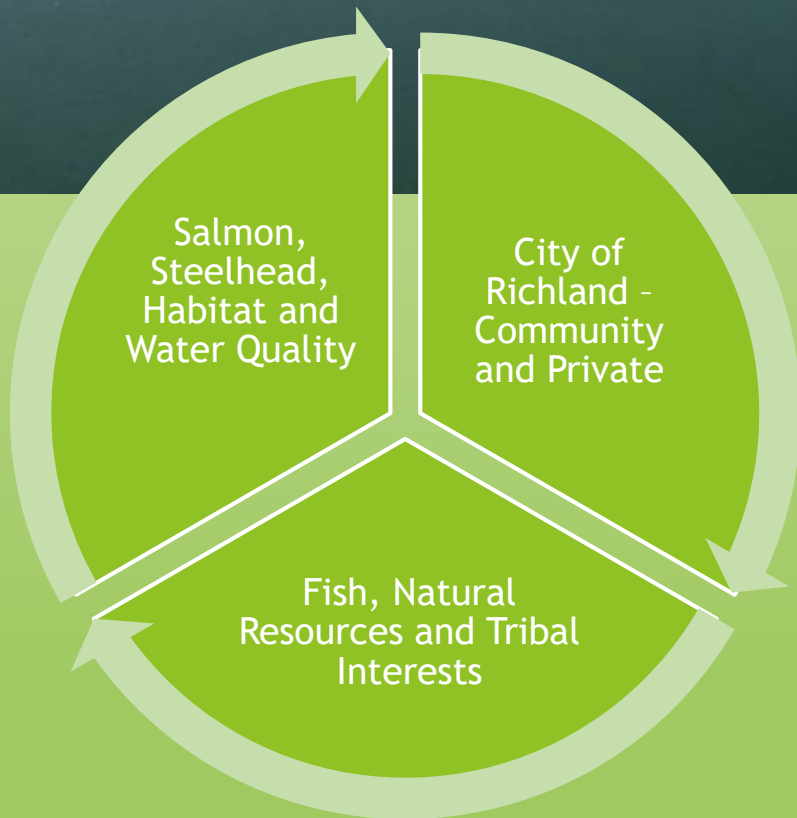 Salmon,
Steelhead,
Habitat and
Water Quality
City of
Richland –
Community
and Private
Fish, Natural
Resources and Tribal
Interests